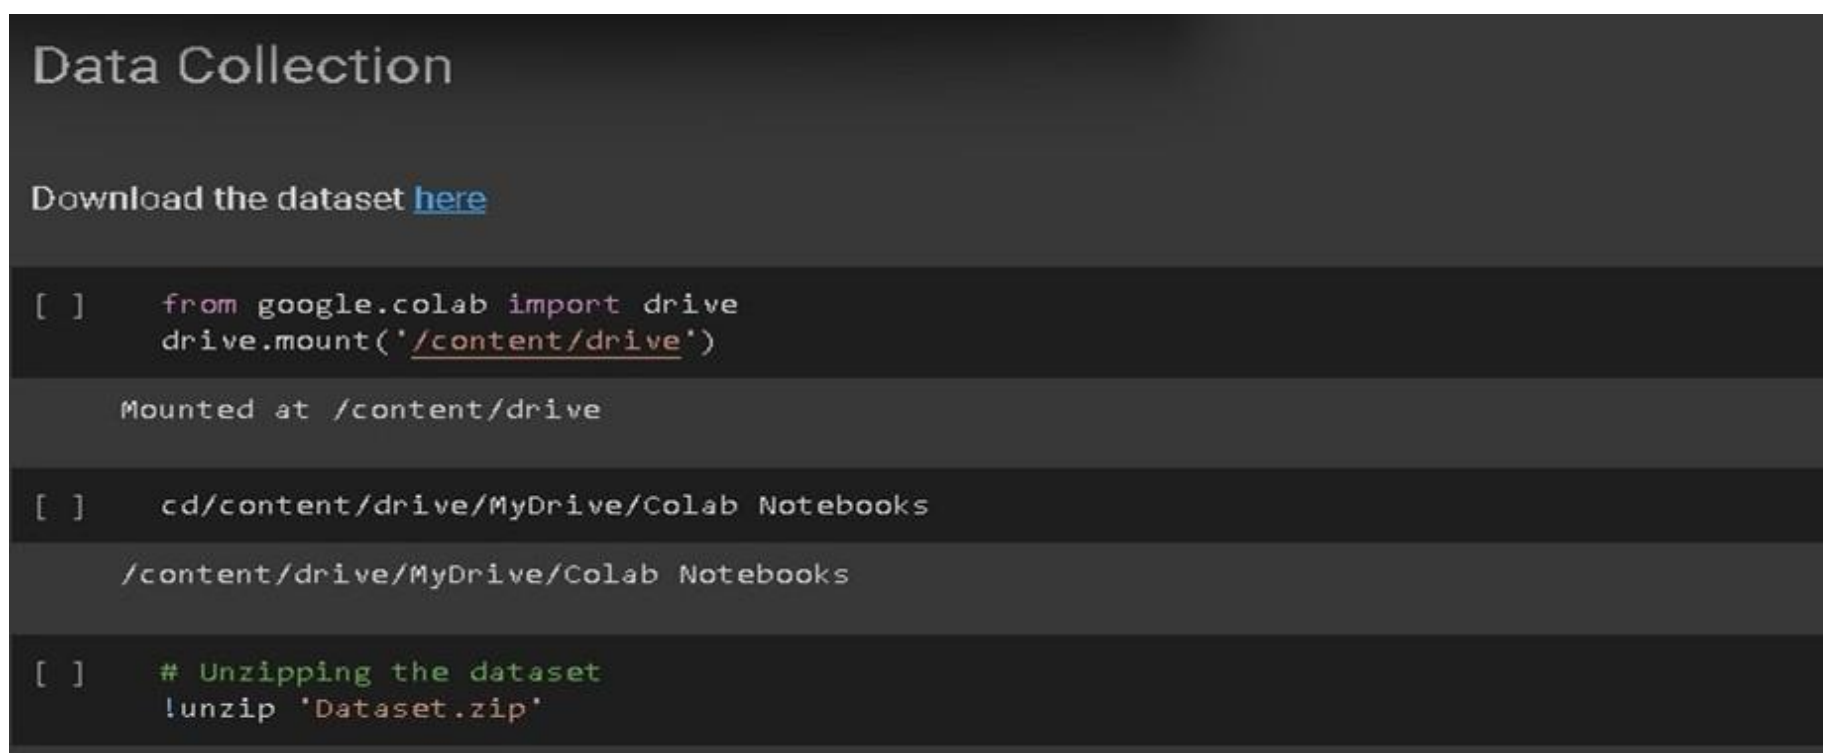 Data Collection
Download the dataset here
[ ] from google.colab import drive
drive.mount('/content/drive')
Mounted at /content/drive
[ ] cd/content/drive/MyDrive/Colab Notebooks
/content/drive/MyDrive/Colab Notebooks
[ ] # Unzipping the dataset
!unzip 'Dataset.zip'